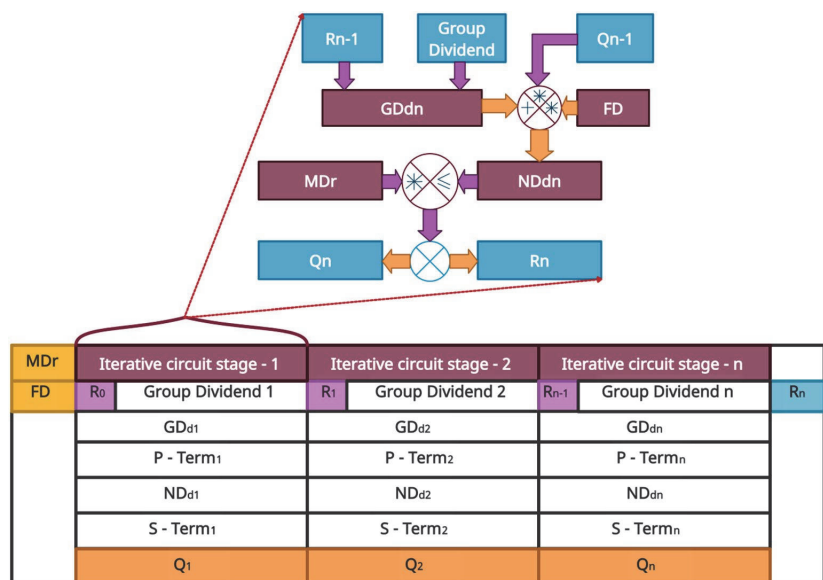 Rn-1
Group
Dividend
Qn-1
GDdn
+ * *
FD
MDr
* ≤
NDdn
Qn
Rn
MDr
Iterative circuit stage - 1
Iterative circuit stage - 2
Iterative circuit stage - n
FD
R₀
Group Dividend 1
R₁
Group Dividend 2
Rₙ₋₁
Group Dividend n
Rₙ
GDd1
GDd2
GDdn
P - Term₁
P - Term₂
P - Termₙ
NDd1
NDd2
NDdn
S - Term₁
S - Term₂
S - Termₙ
Q₁
Q₂
Qₙ